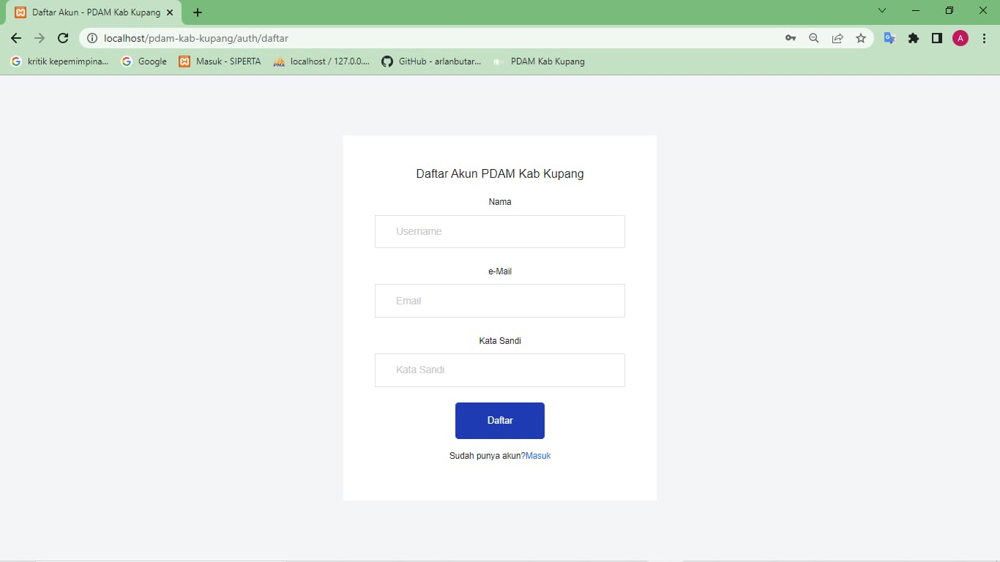 Daftar Akun - PDAM Kab Kupang
localhost/pdam-kab-kupang/auth/daftar
A
kritik kepemimpina... Google Masuk - SIPERTA localhost / 127.0.0.... GitHub - arlanbutar... PDAM Kab Kupang
Daftar Akun PDAM Kab Kupang
Nama
Username
e-Mail
Email
Kata Sandi
Kata Sandi
Daftar
Sudah punya akun?Masuk